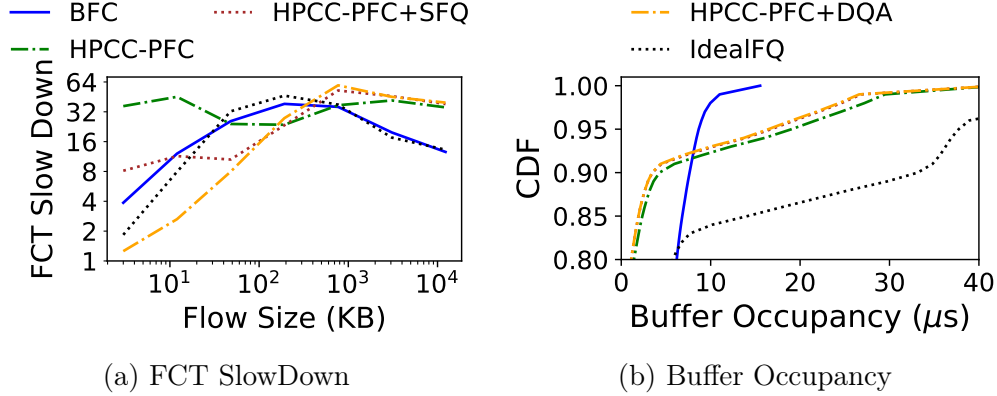 BFC
HPCC-PFC+SFQ
HPCC-PFC+DQA
HPCC-PFC
IdealFQ
FCT Slow Down
64
32
16
8
4
2
1
10^1
10^2
10^3
10^4
Flow Size (KB)
CDF
1.00
0.95
0.90
0.85
0.80
0
10
20
30
40
Buffer Occupancy (μs)
(a) FCT SlowDown
(b) Buffer Occupancy